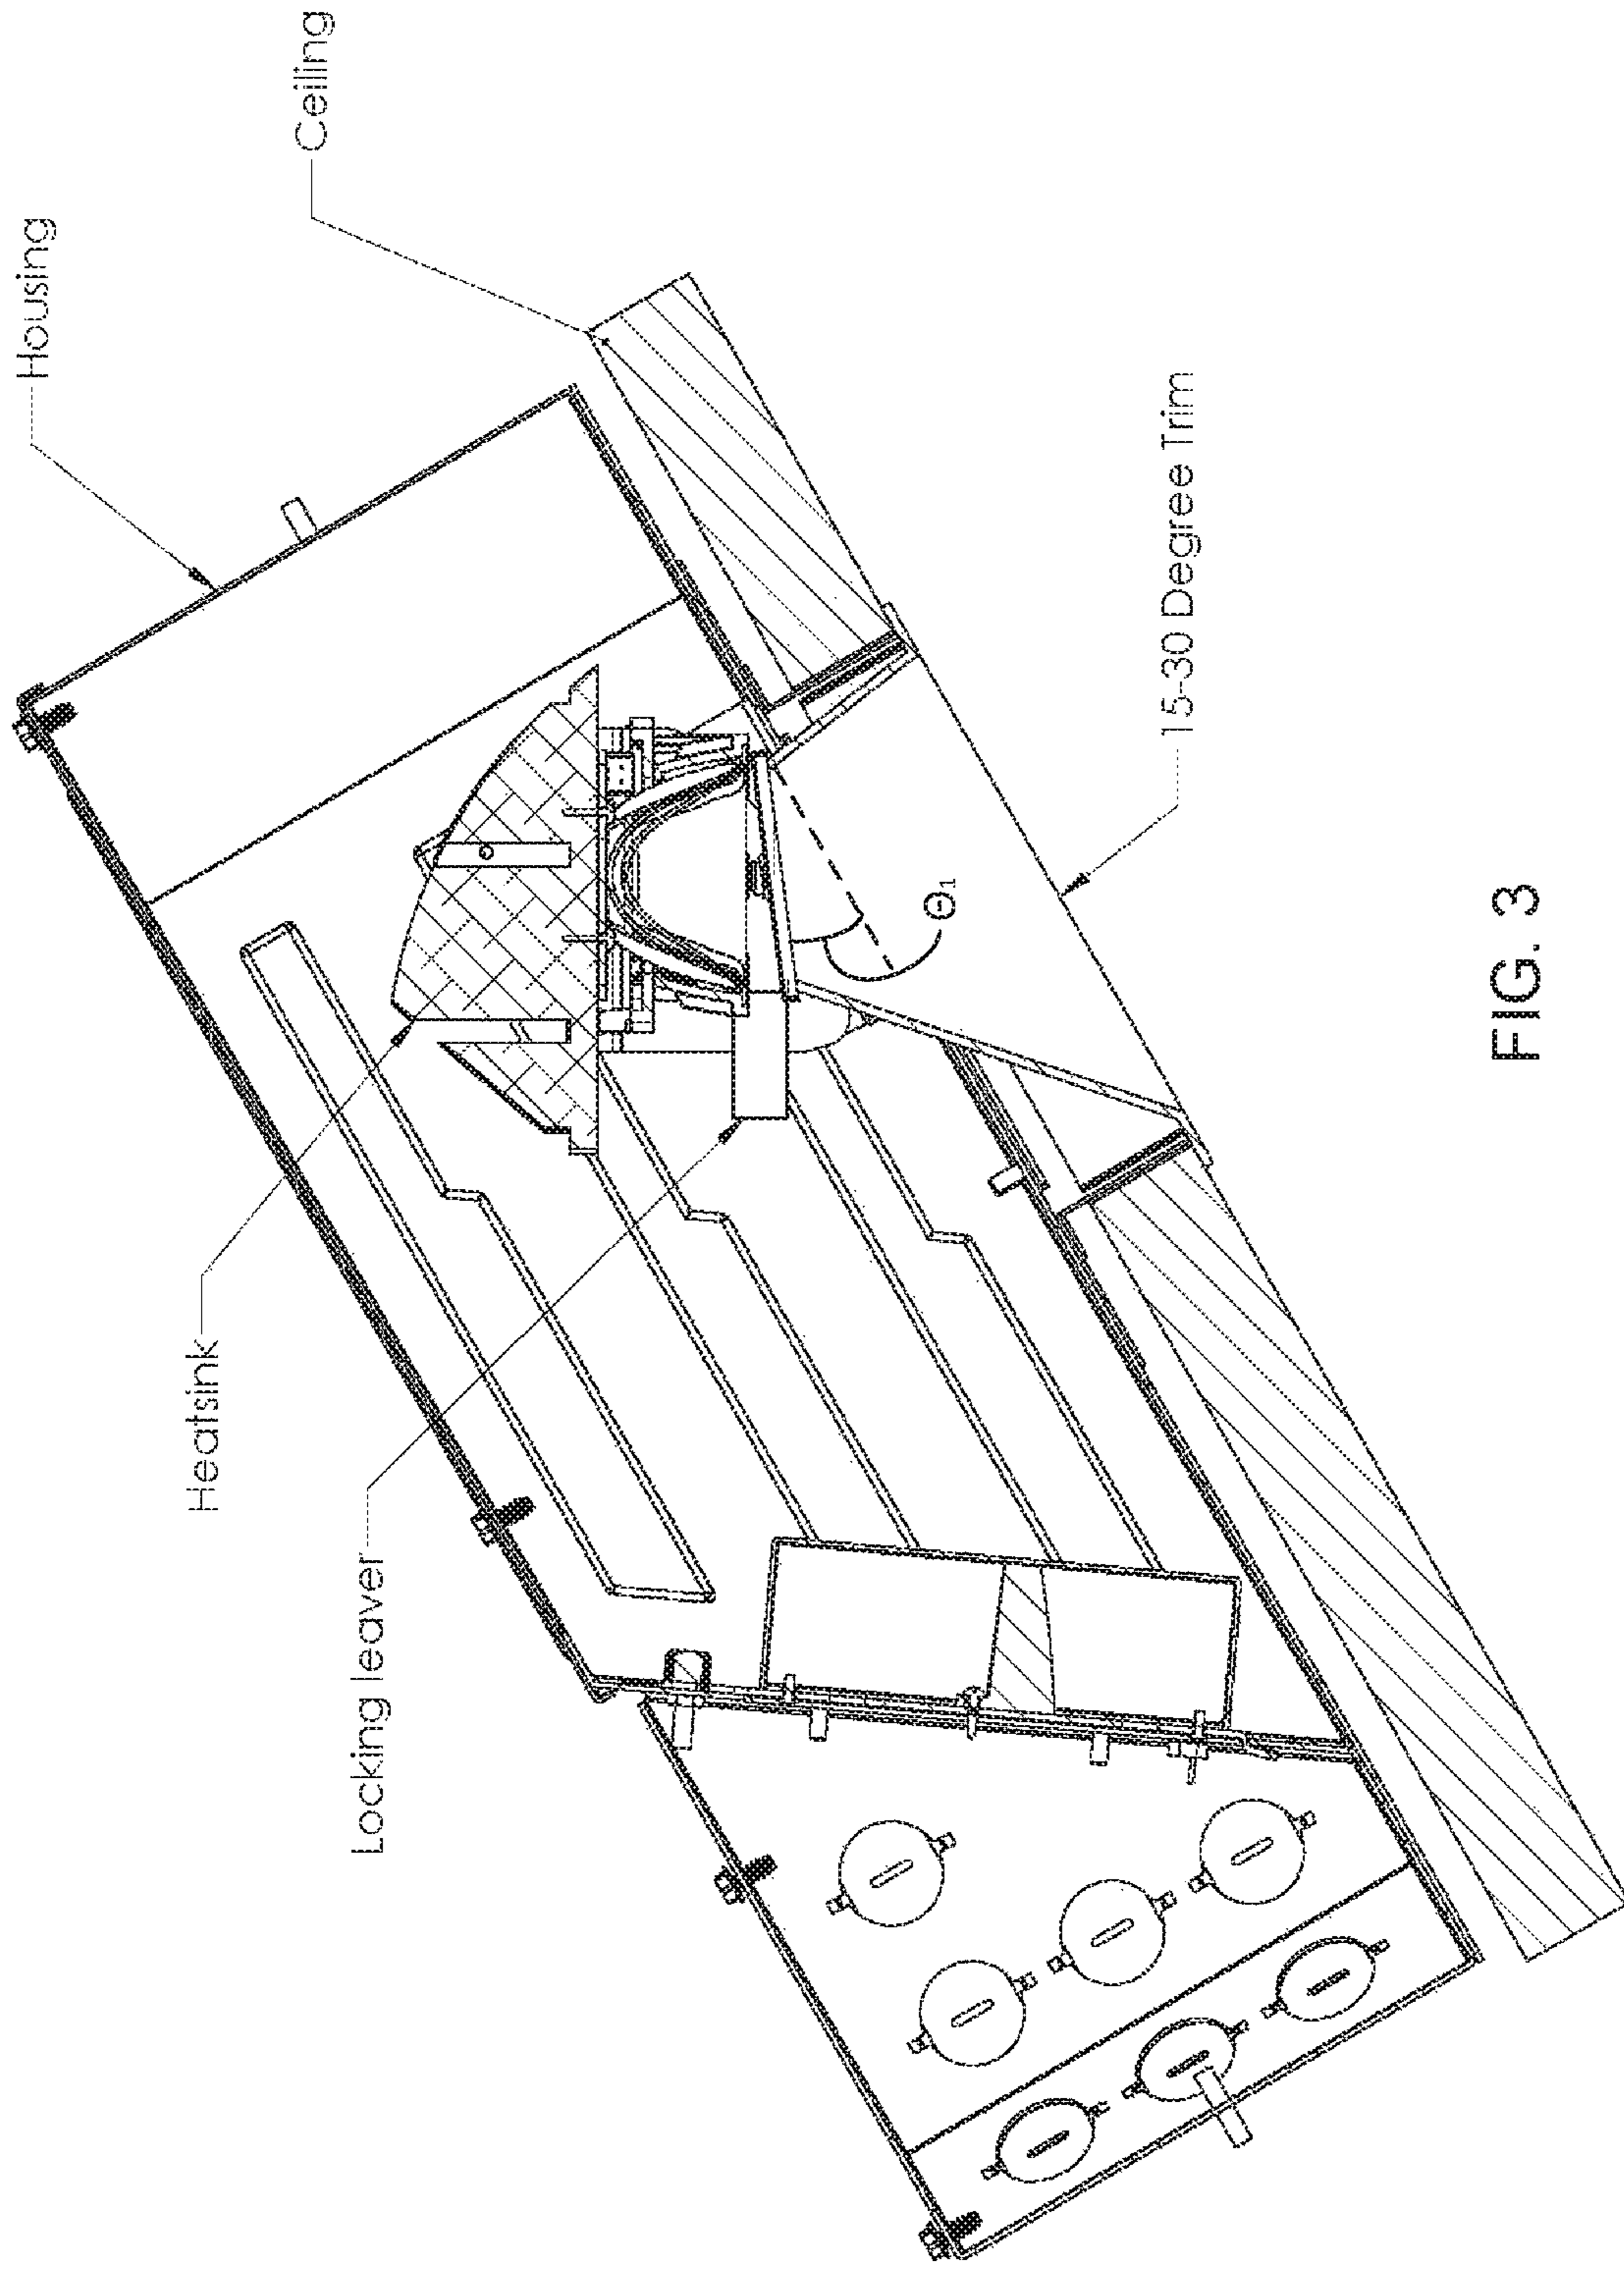 Housing
Ceiling
Heatsink
Locking leaver
15-30 Degree Trim
Θ₁
FIG. 3